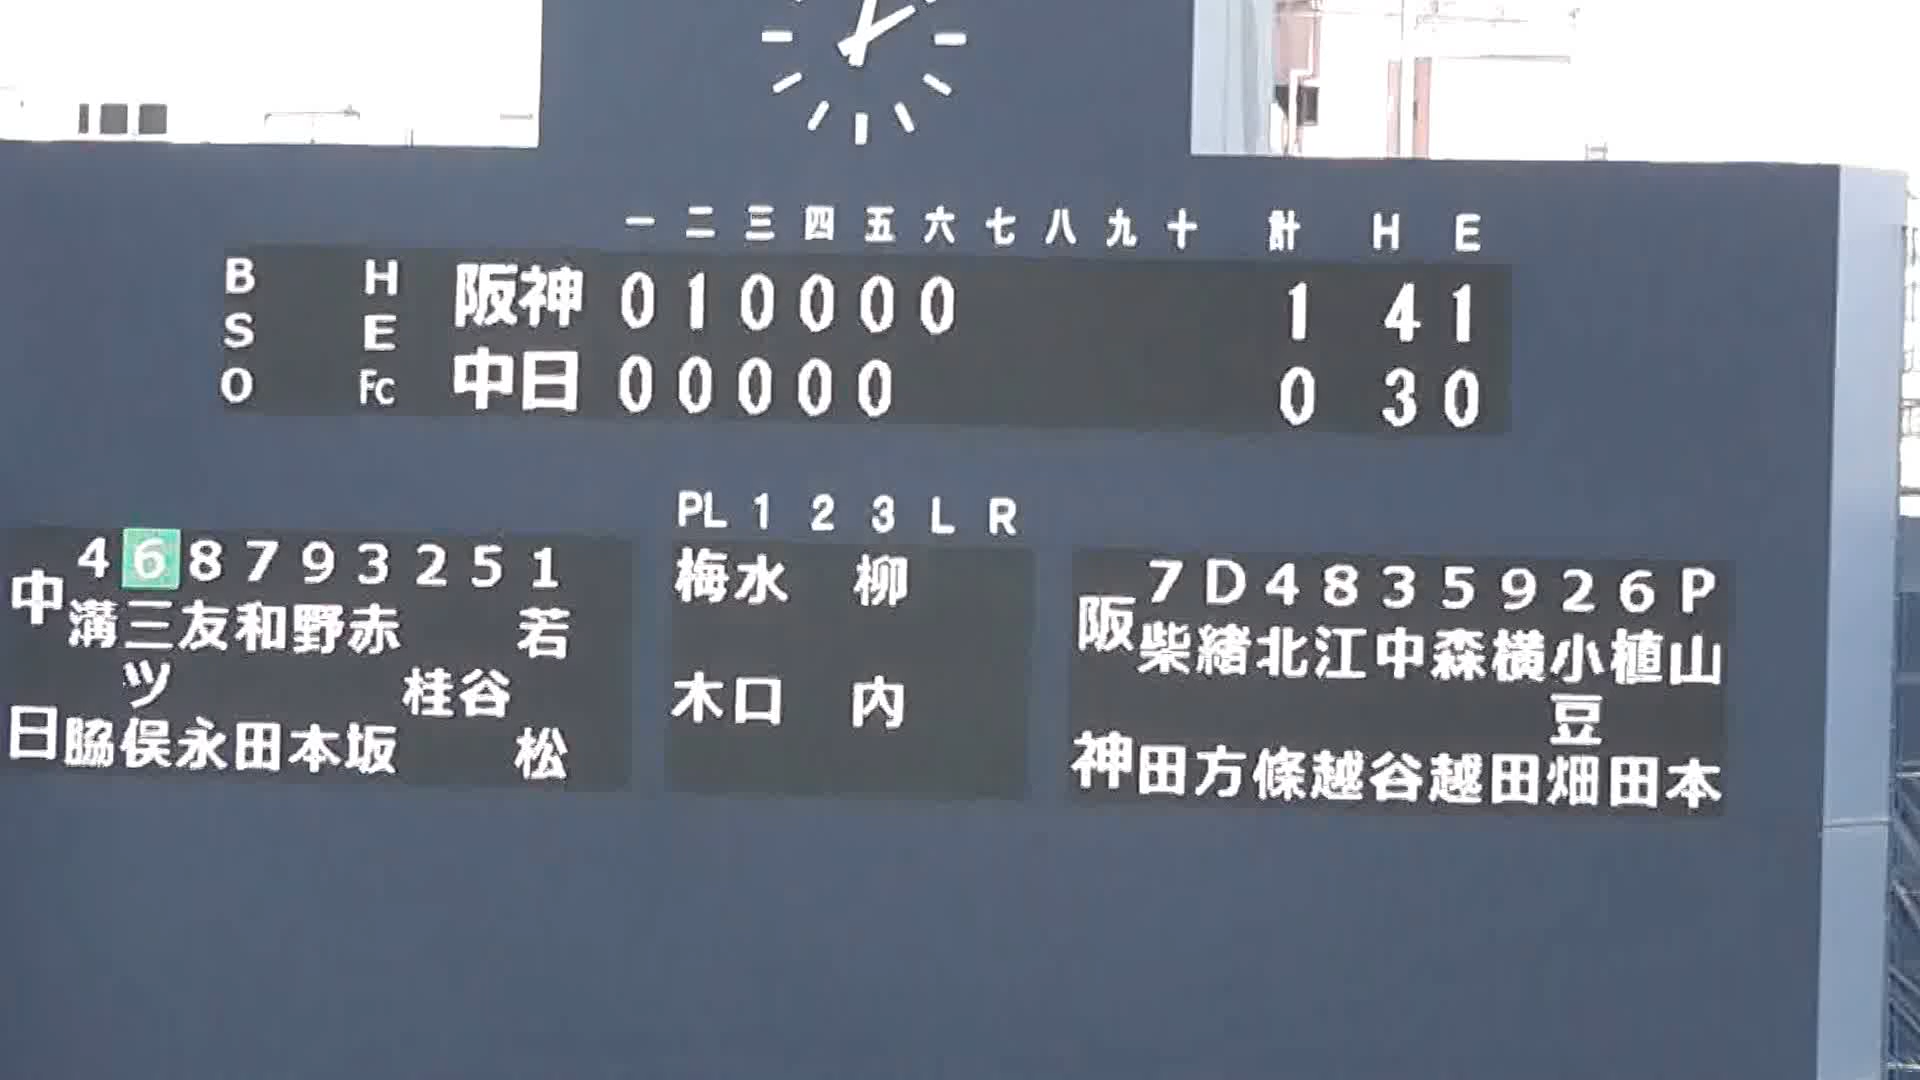 一 二 三 四 五 六 七 八 九 十 計 H E
B H 阪神 0 1 0 0 0 0 1 4 1
S E
O Fc 中日 0 0 0 0 0 0 3 0
PL 1 2 3 L R
中日
4 溝脇
6 三ツ俣
8 友永
7 和田
9 野本
3 赤坂
2 桂
5 谷
1 若松
梅木
水口
柳内
阪神
7 柴田
D 緒方
4 北條
8 江越
3 中谷
5 森越
9 横田
2 小豆畑
6 植田
P 山本